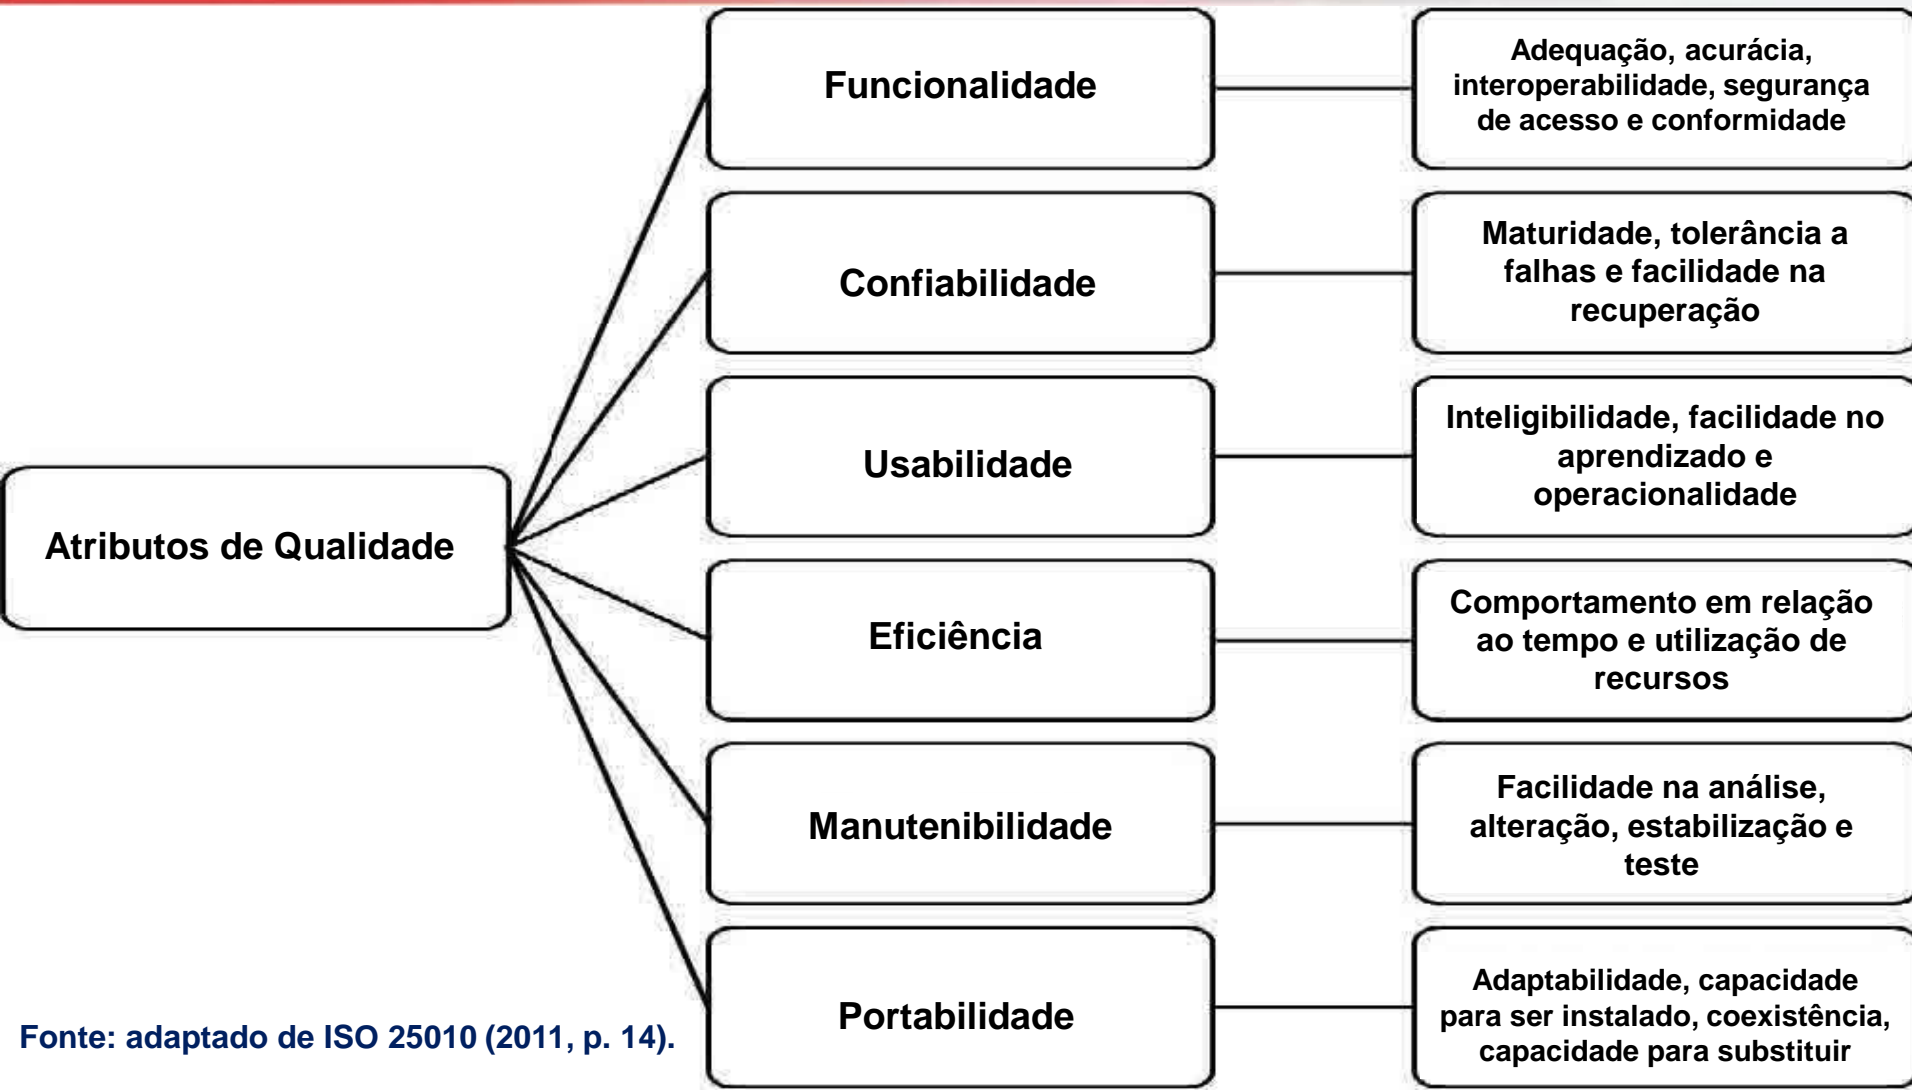 Funcionalidade
Adequação, acurácia,
interoperabilidade, segurança
de acesso e conformidade
Confiabilidade
Maturidade, tolerância a
falhas e facilidade na
recuperação
Usabilidade
Inteligibilidade, facilidade no
aprendizado e
operacionalidade
Atributos de Qualidade
Eficiência
Comportamento em relação
ao tempo e utilização de
recursos
Manutenibilidade
Facilidade na análise,
alteração, estabilização e
teste
Portabilidade
Adaptabilidade, capacidade
para ser instalado, coexistência,
capacidade para substituir
Fonte: adaptado de ISO 25010 (2011, p. 14).